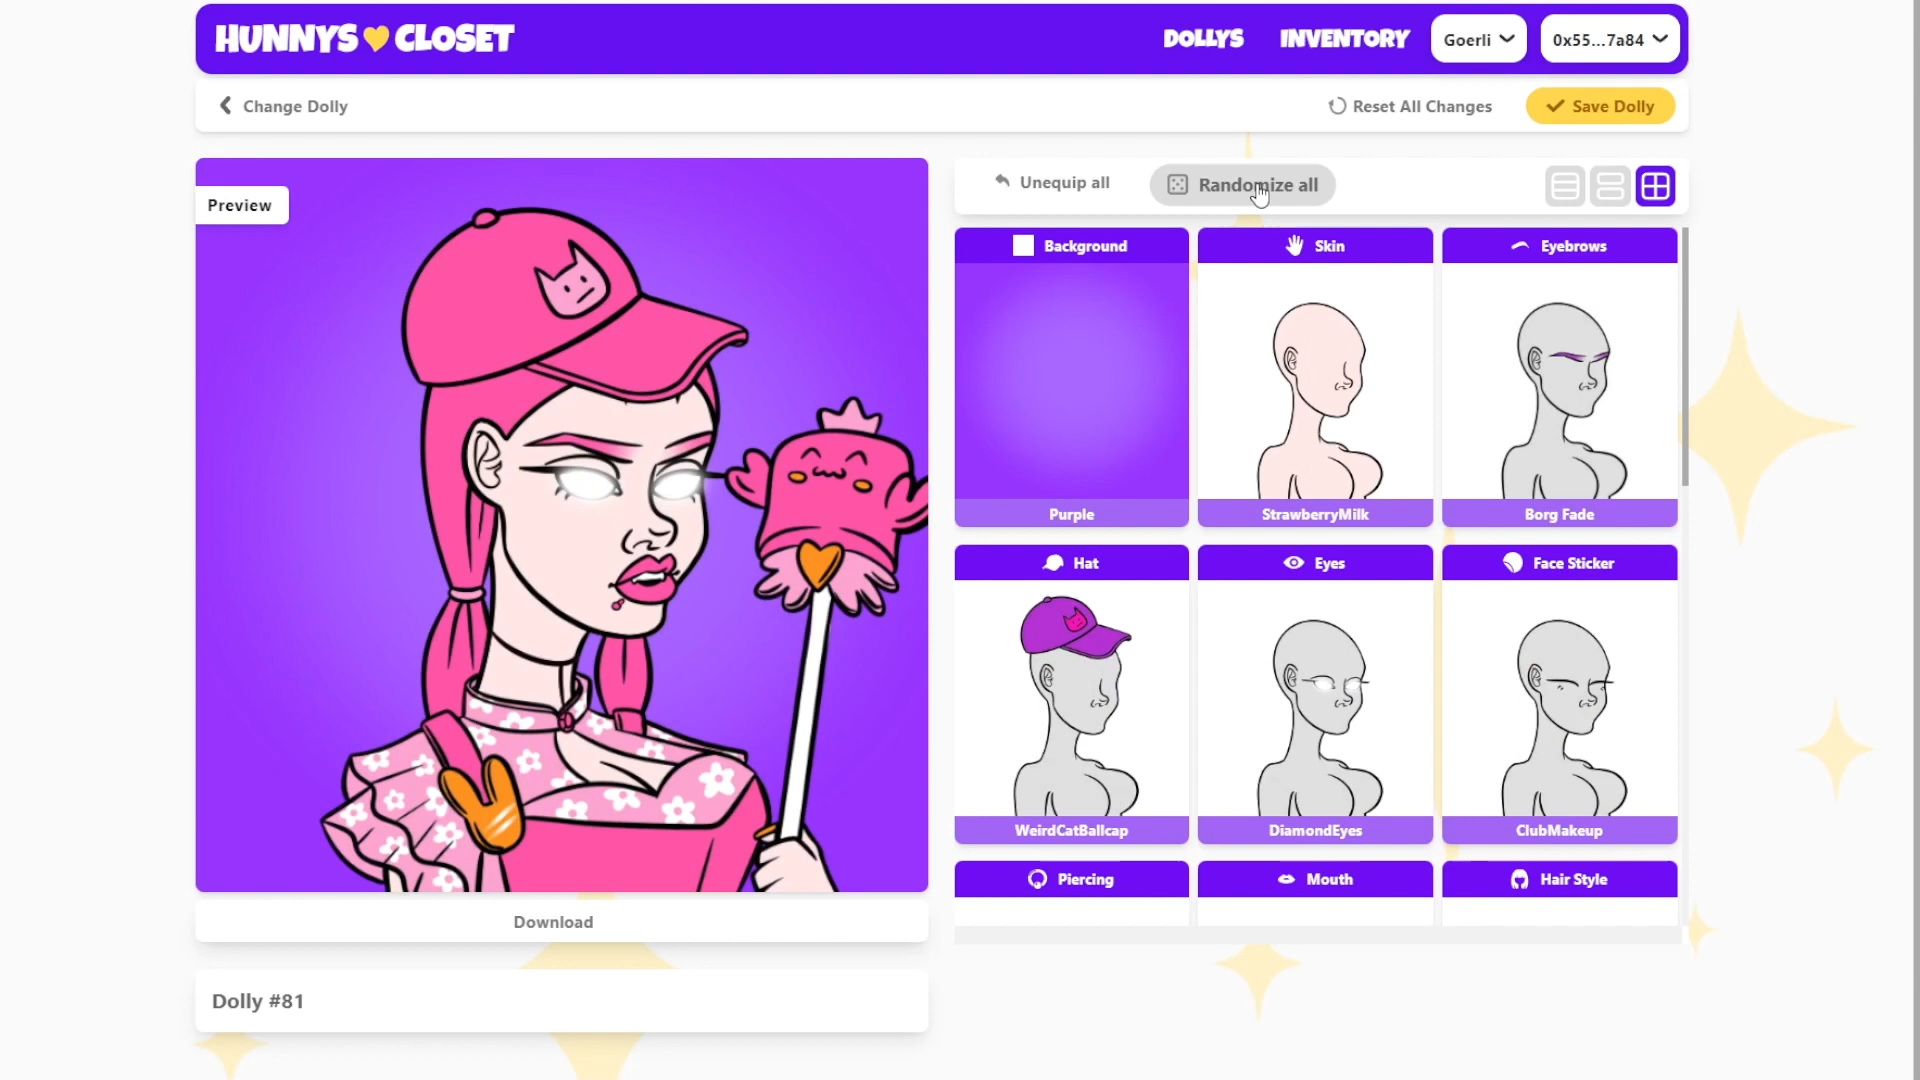 HUNNYS CLOSET
DOLLYS
INVENTORY
Goerli
0x55...7a84
Change Dolly
Reset All Changes
Save Dolly
Preview
Unequip all
Randomize all
Background
Skin
Eyebrows
Purple
StrawberryMilk
Borg Fade
Hat
Eyes
Face Sticker
WeirdCatBallcap
DiamondEyes
ClubMakeup
Piercing
Mouth
Hair Style
Download
Dolly #81